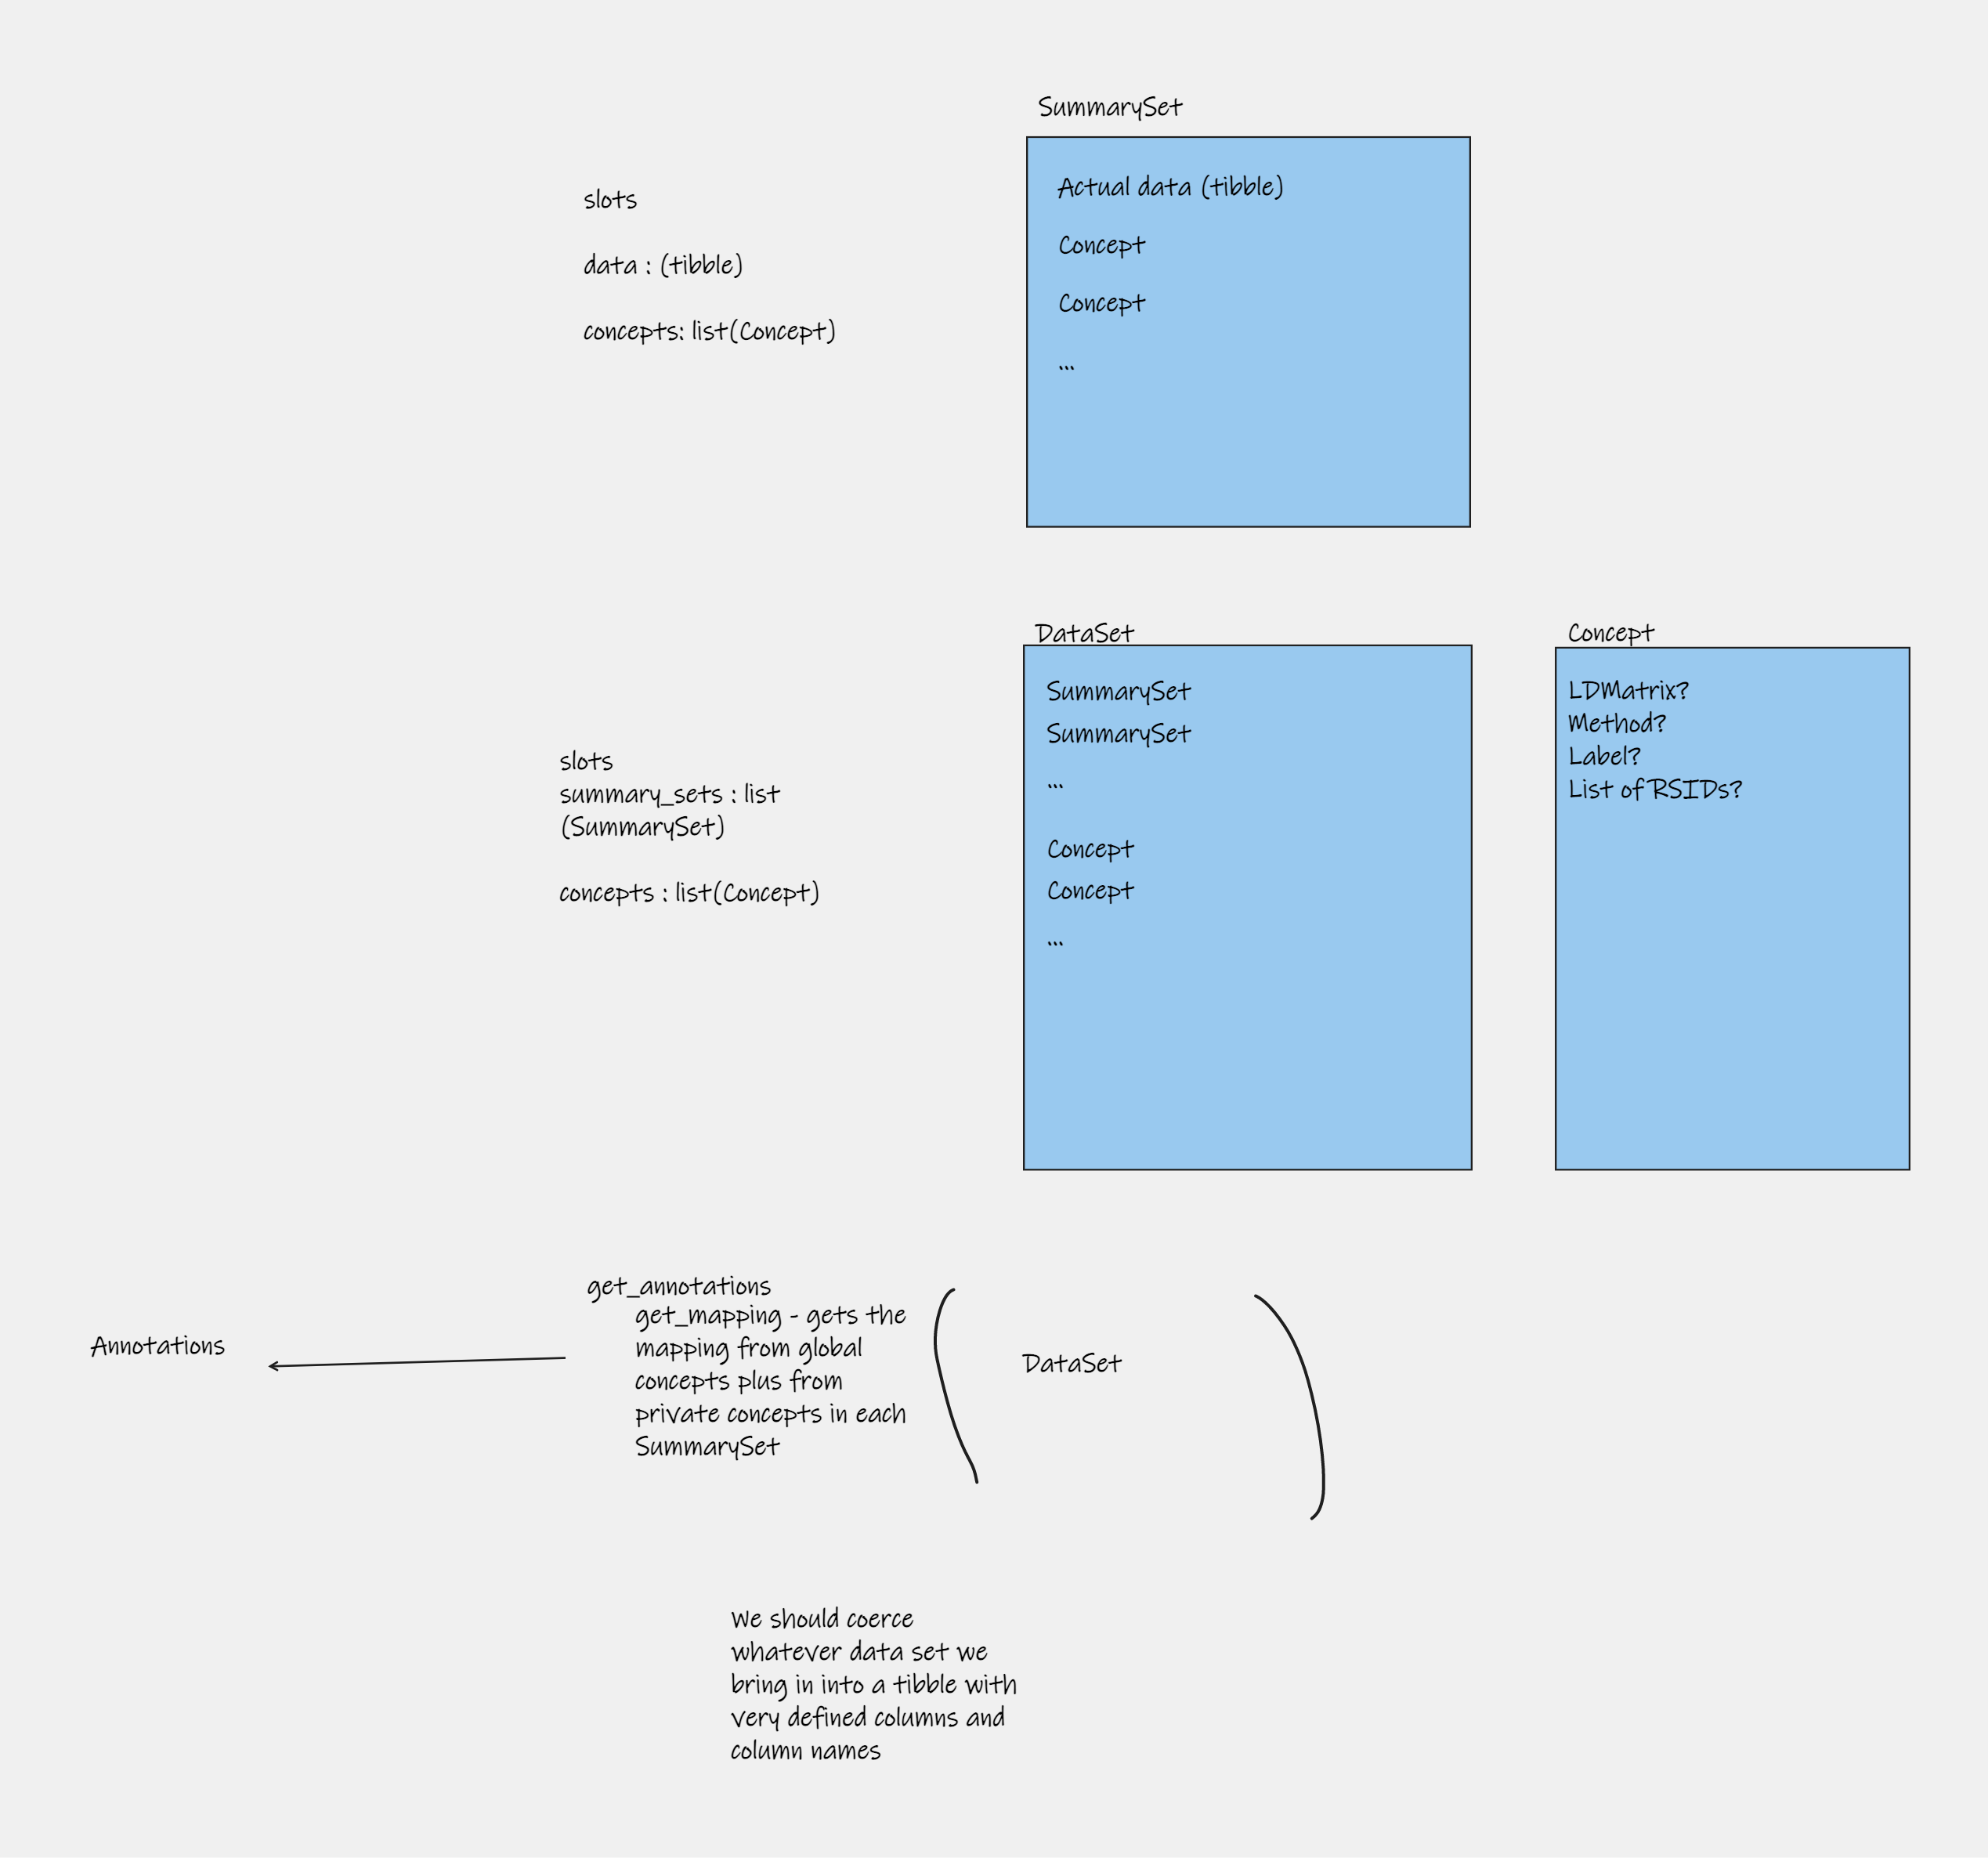 SummarySet
slots
data : (tibble)
concepts: list(Concept)
Actual data (tibble)
Concept
Concept
...
DataSet
slots
summary_sets : list
(SummarySet)
concepts : list(Concept)
SummarySet
SummarySet
...
Concept
Concept
...
Concept
LDMatrix?
Method?
Label?
List of RSIDs?
Annotations
get_annotations
get_mapping - gets the
mapping from global
concepts plus from
private concepts in each
SummarySet
DataSet
We should coerce
whatever data set we
bring in into a tibble with
very defined columns and
column names